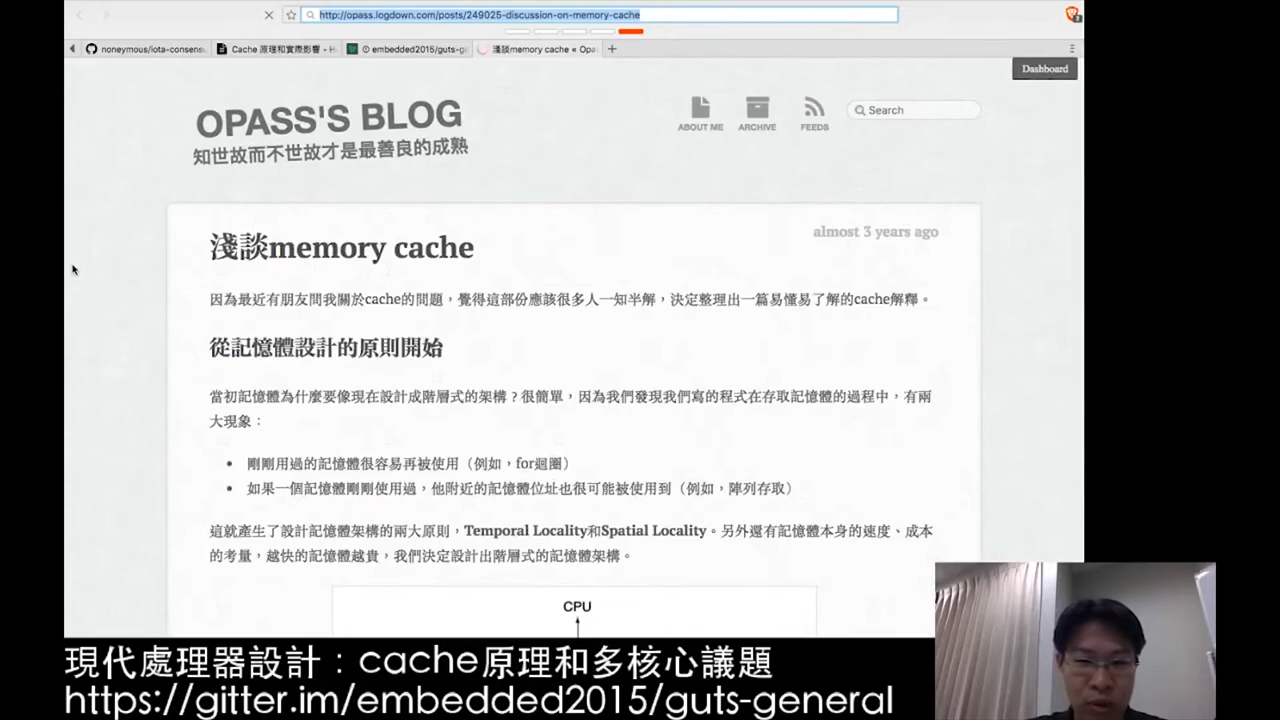 http://opass.logdown.com/posts/249025-discussion-on-memory-cache
noneymous/iota-consensu
Cache 原理和實際影響 - H
embedded2015/guts-ge
淺談memory cache « Opa
Dashboard
OPASS'S BLOG
知世故而不世故才是最善良的成熟
ABOUT ME
ARCHIVE
FEEDS
Search
淺談memory cache
almost 3 years ago
因為最近有朋友問我關於cache的問題，覺得這部份應該很多人一知半解，決定整理出一篇易懂易了解的cache解釋。
從記憶體設計的原則開始
當初記憶體為什麼要像現在設計成階層式的架構？很簡單，因為我們發現我們寫的程式在存取記憶體的過程中，有兩
大現象：
• 剛剛用過的記憶體很容易再被使用（例如，for迴圈）
• 如果一個記憶體剛剛使用過，他附近的記憶體位址也很可能被使用到（例如，陣列存取）
這就產生了設計記憶體架構的兩大原則，Temporal Locality和Spatial Locality。另外還有記憶體本身的速度、成本
的考量，越快的記憶體越貴，我們決定設計出階層式的記憶體架構。
CPU
現代處理器設計：cache原理和多核心議題
https://gitter.im/embedded2015/guts-general